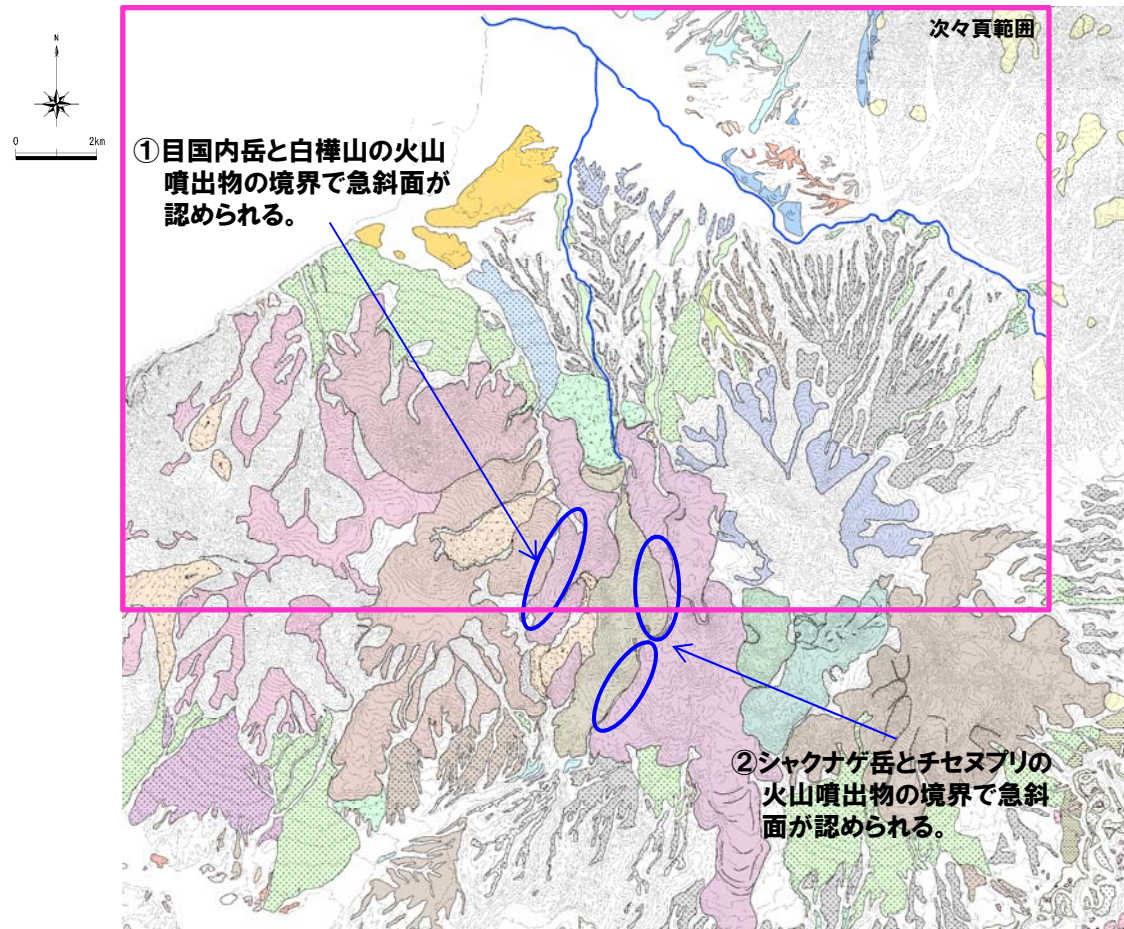 次々頁範囲
N
0 2km
①目国内岳と白樺山の火山
噴出物の境界で急斜面が
認められる。
②シャクナゲ岳とチセヌプリの
火山噴出物の境界で急斜
面が認められる。